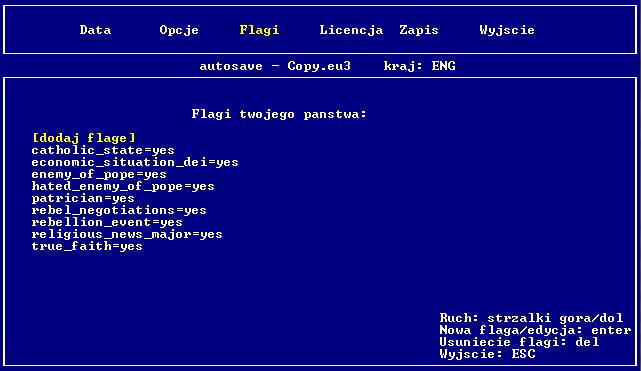 Data Opcje Flagi Licencja Zapis Wyjscie
autosave - Copy.eu3 kraj: ENG
Flagi twojego panstwa:
[dodaj flage]
catholic_state=yes
economic_situation_dei=yes
enemy_of_pope=yes
hated_enemy_of_pope=yes
patrician=yes
rebel_negotiations=yes
rebellion_event=yes
religious_news_major=yes
true_faith=yes
Ruch: strzalki gora/dol
Nowa flaga/edycja: enter
Usuniecie flagi: del
Wyjscie: ESC